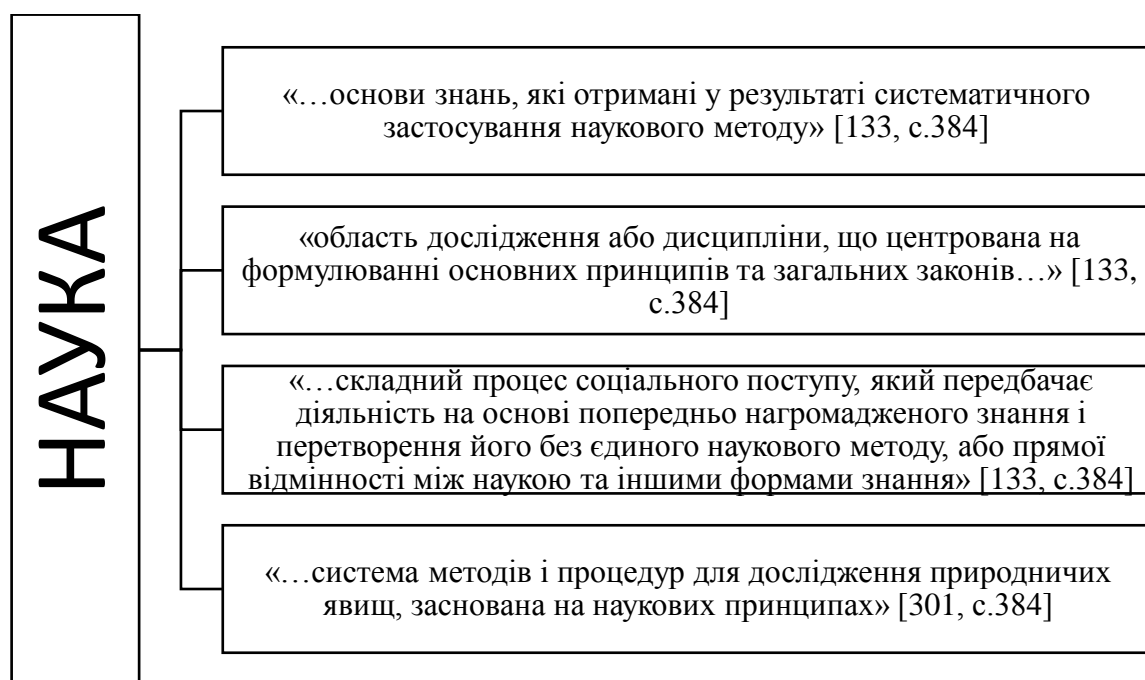 НАУКА
«…основи знань, які отримані у результаті систематичного
застосування наукового методу» [133, с.384]
«область дослідження або дисципліни, що центрована на
формулюванні основних принципів та загальних законів…» [133,
с.384]
«…складний процес соціального поступу, який передбачає
діяльність на основі попередньо нагромадженого знання і
перетворення його без єдиного наукового методу, або прямої
відмінності між наукою та іншими формами знання» [133, с.384]
«…система методів і процедур для дослідження природничих
явищ, заснована на наукових принципах» [301, с.384]